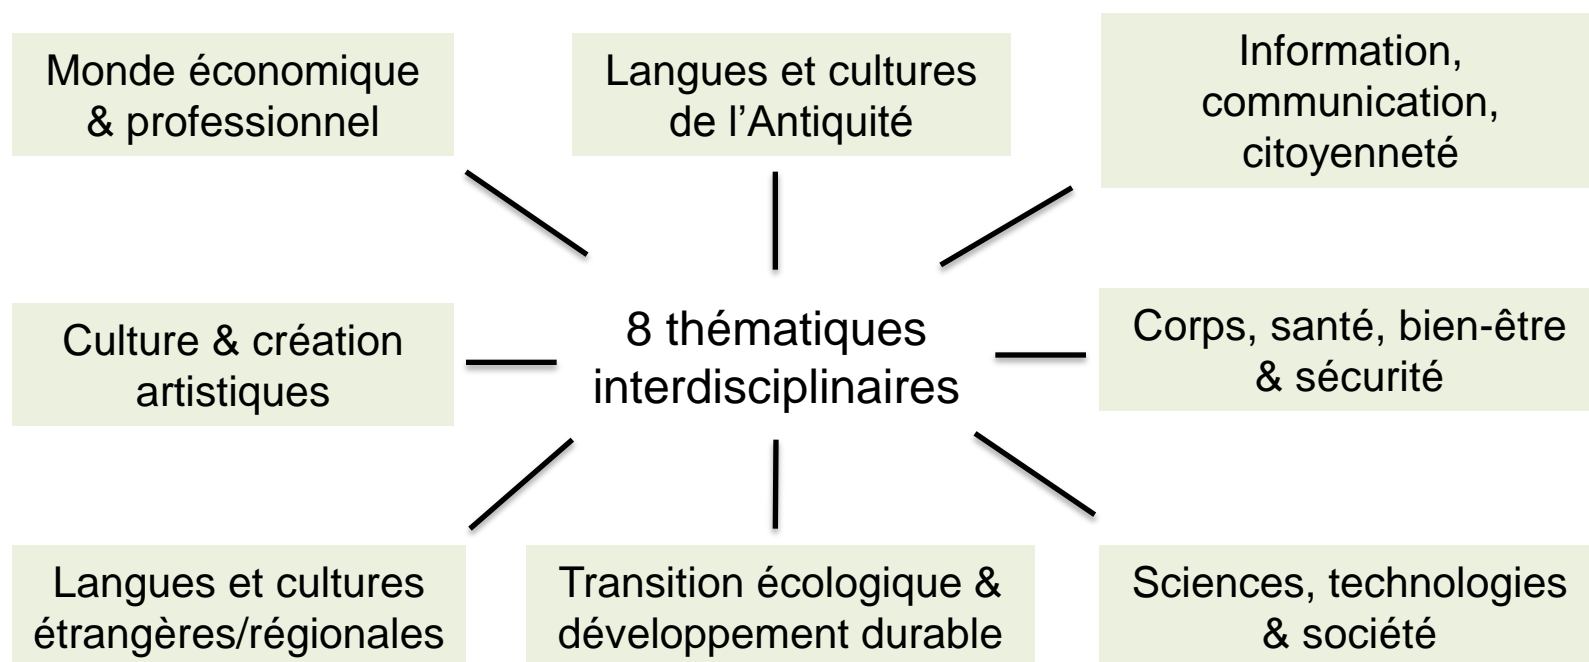 Monde économique
& professionnel
Langues et cultures
de l’Antiquité
Information,
communication,
citoyenneté
Culture & création
artistiques
8 thématiques
interdisciplinaires
Corps, santé, bien-être
& sécurité
Langues et cultures
étrangères/régionales
Transition écologique &
développement durable
Sciences, technologies
& société